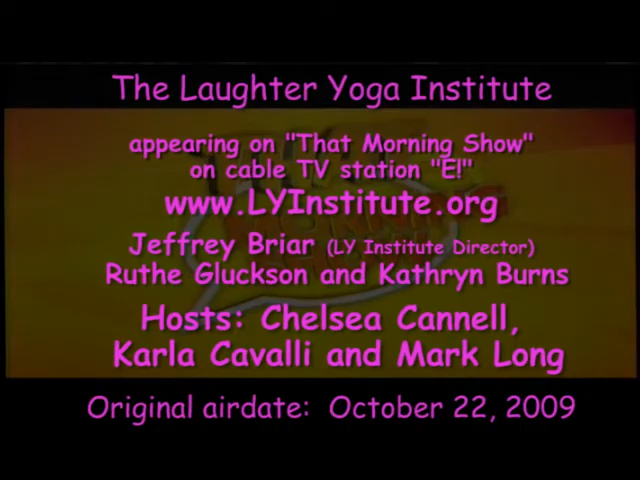 The Laughter Yoga Institute
appearing on "That Morning Show"
on cable TV station "E!"
www.LYInstitute.org
Jeffrey Briar (LY Institute Director)
Ruthe Gluckson and Kathryn Burns
Hosts: Chelsea Cannell,
Karla Cavalli and Mark Long
Original airdate: October 22, 2009